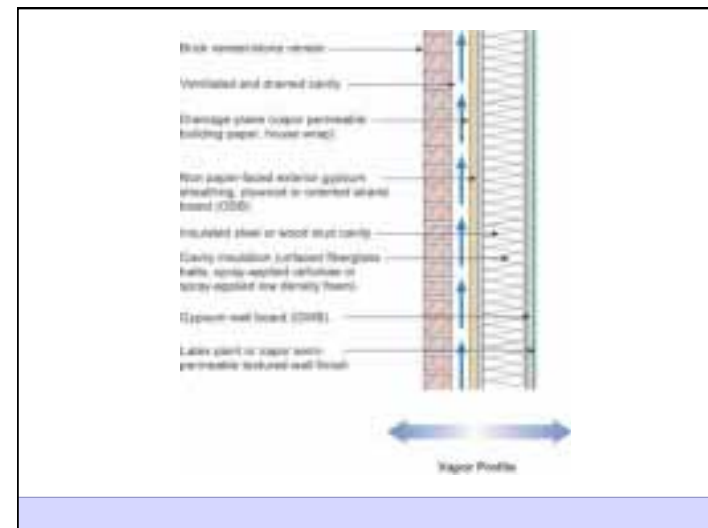 Brick veneer/stone veneer
Ventilated and drained cavity
Drainage plane (vapor permeable
building paper, house wrap)
Non paper-faced exterior gypsum
sheathing, plywood or oriented strand
board (OSB)
Insulated steel or wood stud cavity
Cavity insulation (unfaced fiberglass
batts, spray-applied cellulose or
spray-applied low density foam)
Gypsum wall board (GWB)
Latex paint or vapor semi-
permeable textured wall finish
Vapor Profile